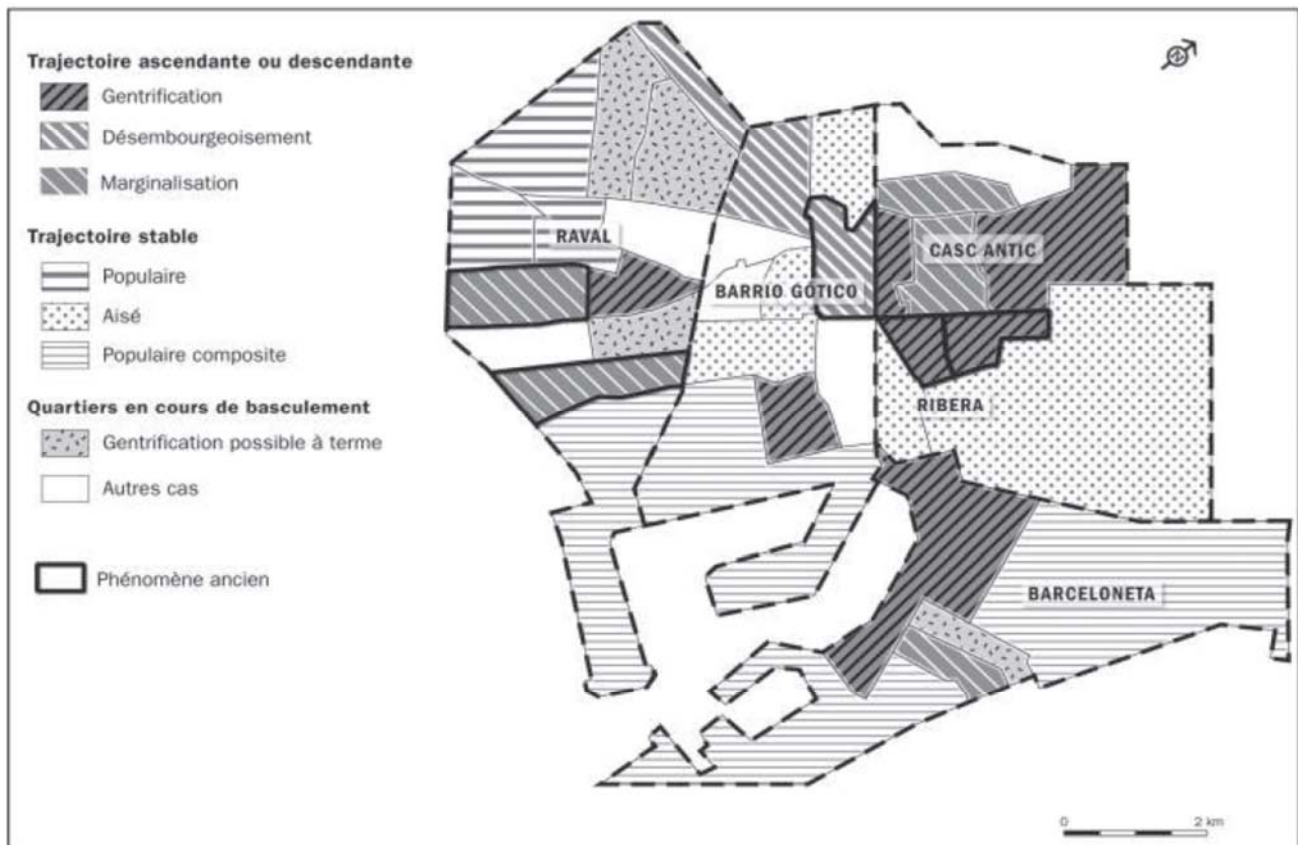 Trajectoire ascendante ou descendante
Gentrification
Désembourgeoisement
Marginalisation
Trajectoire stable
Populaire
Aisé
Populaire composite
Quartiers en cours de basculement
Gentrification possible à terme
Autres cas
Phénomène ancien
N
RAVAL
CASC ANTIC
BARRIO GÓTICO
RIBERA
BARCELONETA
0 2 km